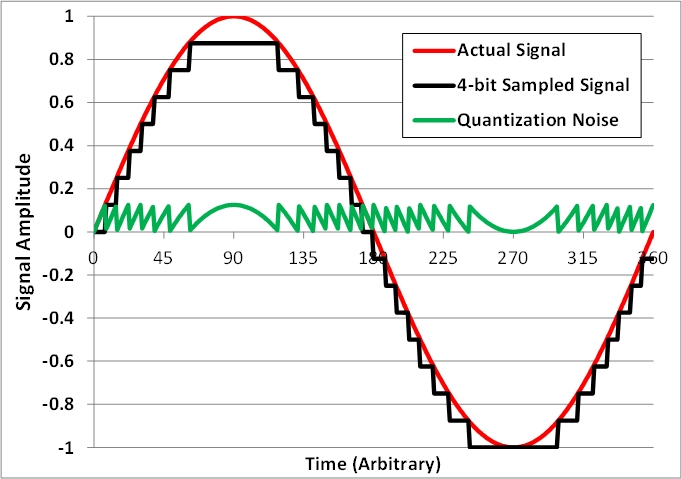 Signal Amplitude
1
0.8
0.6
0.4
0.2
0
-0.2
-0.4
-0.6
-0.8
-1
Actual Signal
4-bit Sampled Signal
Quantization Noise
0 45 90 135 180 225 270 315 360
Time (Arbitrary)